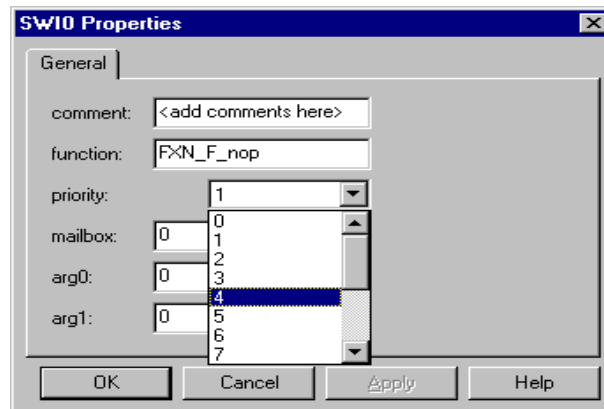 SWI0 Properties
General
comment: <add comments here>
function: FXN_F_nop
priority: 1
0
1
mailbox: 0
2
3
arg0: 0
4
5
arg1: 0
6
7
OK Cancel Apply Help